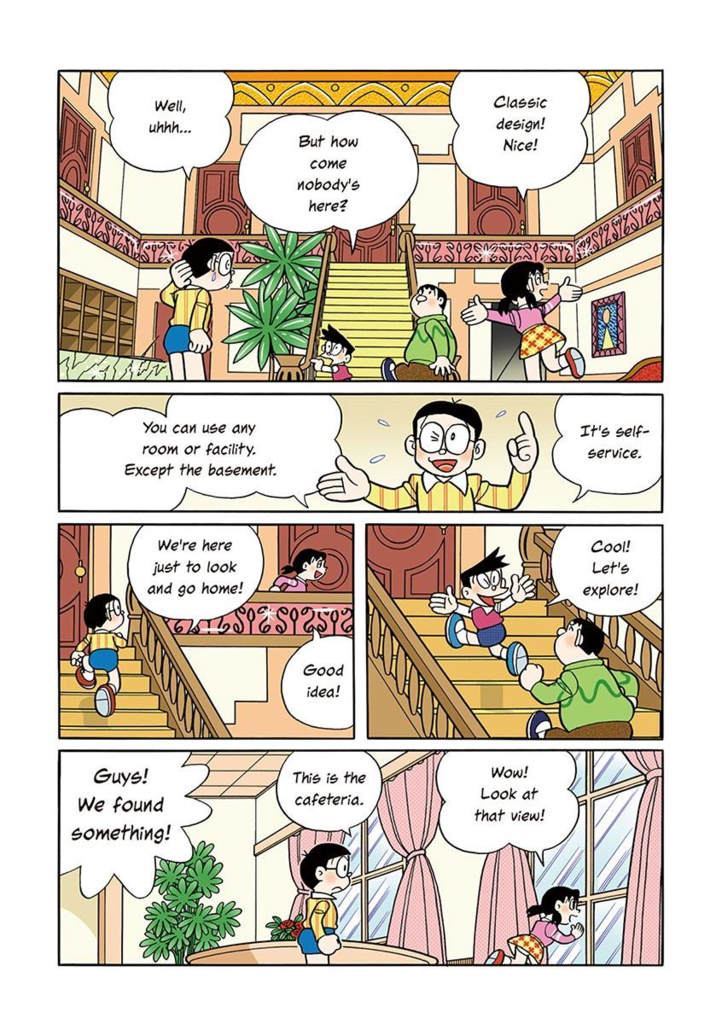 Well,
uhhh...
But how
come
nobody's
here?
Classic
design!
Nice!
You can use any
room or facility.
Except the basement.
It's self-
service.
We're here
just to look
and go home!
Good
idea!
Cool!
Let's
explore!
Guys!
We found
something!
This is the
cafeteria.
Wow!
Look at
that view!